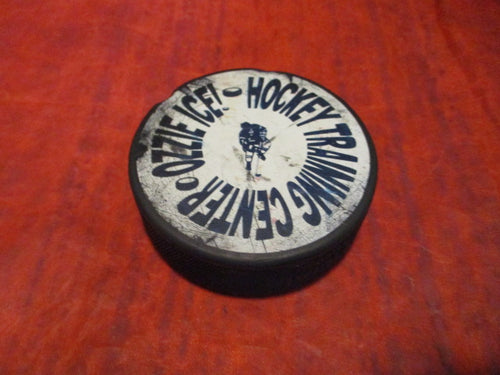 OZZIE ICE!
HOCKEY TRAINING CENTER